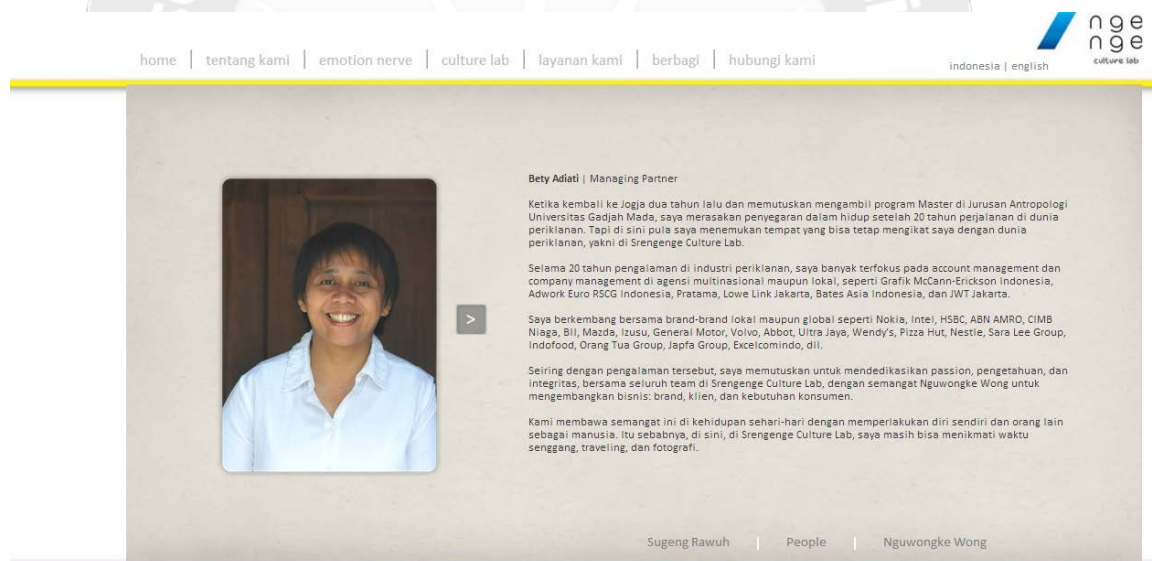 nge
nge
culture lab
home | tentang kami | emotion nerve | culture lab | layanan kami | berbagi | hubungi kami
indonesia | english
Bety Adiati | Managing Partner
Ketika kembali ke Jogja dua tahun lalu dan memutuskan mengambil program Master di Jurusan Antropologi
Universitas Gadjah Mada, saya merasakan penyegaran dalam hidup setelah 20 tahun perjalanan di dunia
periklanan. Tapi di sini pula saya menemukan tempat yang bisa tetap mengikat saya dengan dunia
periklanan, yakni di Srengenge Culture Lab.
Selama 20 tahun pengalaman di industri periklanan, saya banyak terfokus pada account management dan
company management di agensi multinasional maupun lokal, seperti Grafik McCann-Erickson Indonesia,
Adwork Euro RSCG Indonesia, Pratama, Lowe Link Jakarta, Bates Asia Indonesia, dan JWT Jakarta.
Saya berkembang bersama brand-brand lokal maupun global seperti Nokia, Intel, HSBC, ABN AMRO, CIMB
Niaga, BII, Mazda, Izusu, General Motor, Volvo, Abbot, Ultra Jaya, Wendy's, Pizza Hut, Nestle, Sara Lee Group,
Indofood, Orang Tua Group, Japfa Group, Excelcomindo, dll.
Seiring dengan pengalaman tersebut, saya memutuskan untuk mendedikasikan passion, pengetahuan, dan
integritas, bersama seluruh team di Srengenge Culture Lab, dengan semangat Nguwongke Wong untuk
mengembangkan bisnis: brand, klien, dan kebutuhan konsumen.
Kami membawa semangat ini di kehidupan sehari-hari dengan memperlakukan diri sendiri dan orang lain
sebagai manusia. Itu sebabnya, di sini, di Srengenge Culture Lab, saya masih bisa menikmati waktu
senggang, traveling, dan fotografi.
>
Sugeng Rawuh | People | Nguwongke Wong